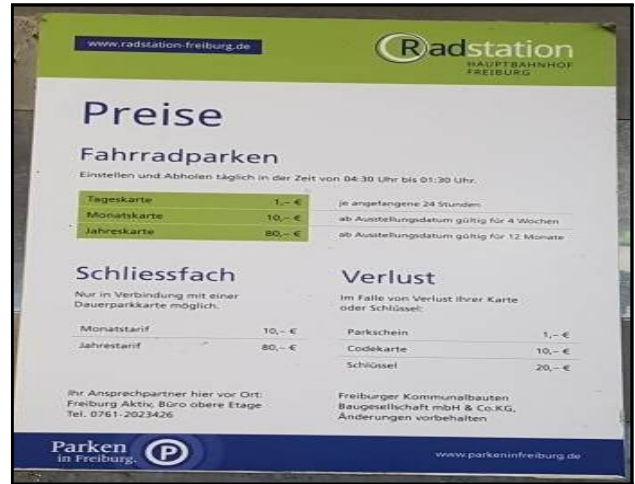 www.radstation-freiburg.de
Radstation
HAUPTBAHNHOF
FREIBURG
Preise
Fahrradparken
Einstellen und Abholen täglich in der Zeit von 04:30 Uhr bis 01:30 Uhr.
Tageskarte 1,– € je angefangene 24 Stunden
Monatskarte 10,– € ab Ausstellungsdatum gültig für 4 Wochen
Jahreskarte 80,– € ab Ausstellungsdatum gültig für 12 Monate
Schliessfach
Nur in Verbindung mit einer
Dauerparkkarte möglich.
Monatstarif 10,– €
Jahrestarif 80,– €
Verlust
Im Falle von Verlust Ihrer Karte
oder Schlüssel:
Parkschein 1,– €
Codekarte 10,– €
Schlüssel 20,– €
Ihr Ansprechpartner hier vor Ort:
Freiburg Aktiv, Büro obere Etage
Tel. 0761-2023426
Freiburger Kommunalbauten
Baugesellschaft mbH & Co.KG,
Änderungen vorbehalten
Parken
in Freiburg.
P
www.parkeninfreiburg.de